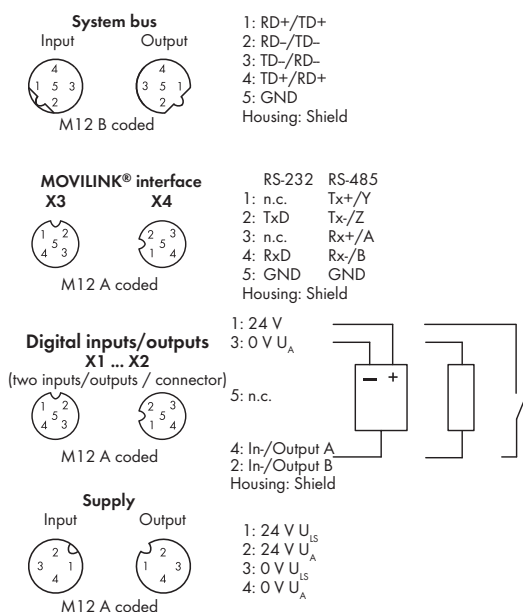 System bus
Input Output
4
1 5 3
2
4
3 5 1
2
M12 B coded
1: RD+/TD+
2: RD–/TD–
3: TD–/RD–
4: TD+/RD+
5: GND
Housing: Shield
MOVILINK® interface
X3 X4
1 2
5
4 3
2 3
5
1 4
M12 A coded
RS-232 RS-485
1: n.c. Tx+/Y
2: TxD Tx-/Z
3: n.c. Rx+/A
4: RxD Rx-/B
5: GND GND
Housing: Shield
Digital inputs/outputs
X1 ... X2
(two inputs/outputs / connector)
1 2
5
4 3
2 3
5
1 4
M12 A coded
1: 24 V
3: 0 V UA
5: n.c.
4: In-/Output A
2: In-/Output B
Housing: Shield
– +
Supply
Input Output
2
3 1
4
2
1 3
4
M12 A coded
1: 24 V ULS
2: 24 V UA
3: 0 V ULS
4: 0 V UA